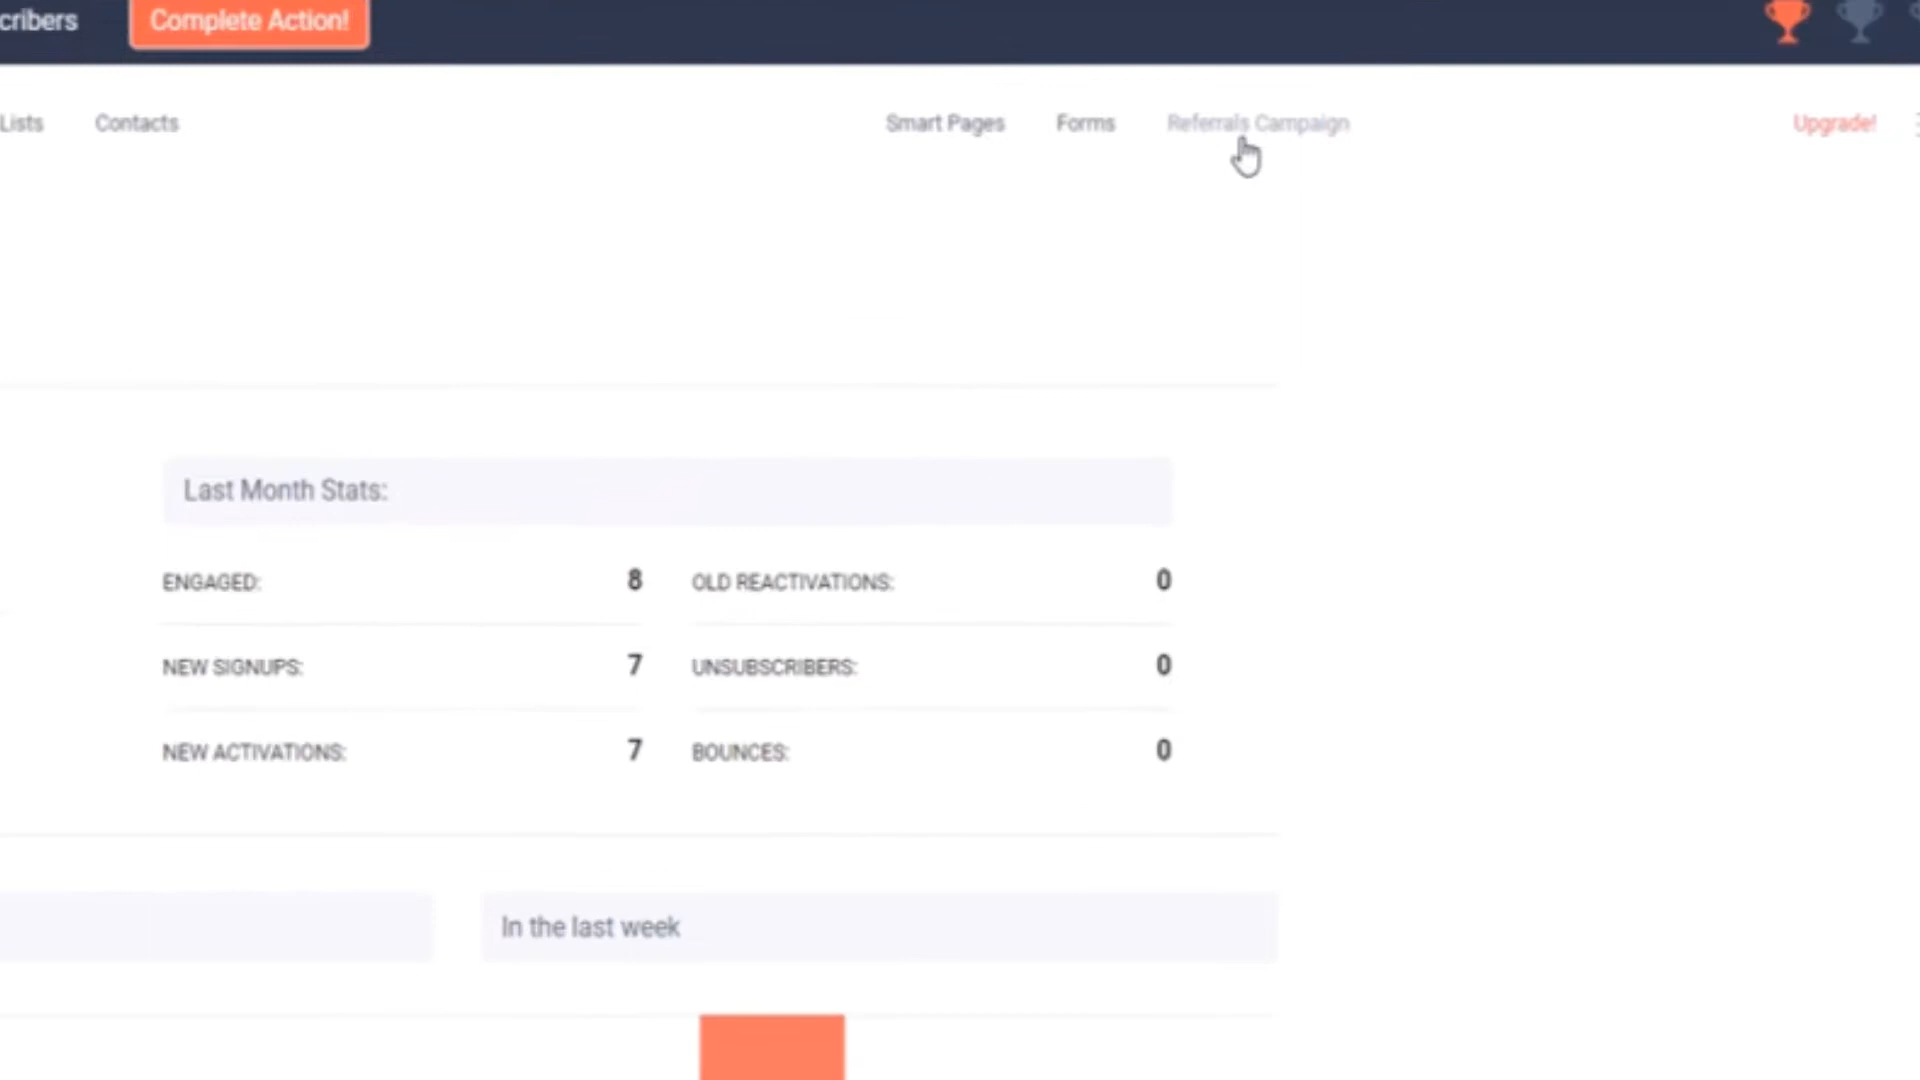 cribers Complete Action!
Lists Contacts Smart Pages Forms Referrals Campaign Upgrade!
Last Month Stats:
ENGAGED: 8 OLD REACTIVATIONS: 0
NEW SIGNUPS: 7 UNSUBSCRIBERS: 0
NEW ACTIVATIONS: 7 BOUNCES: 0
In the last week